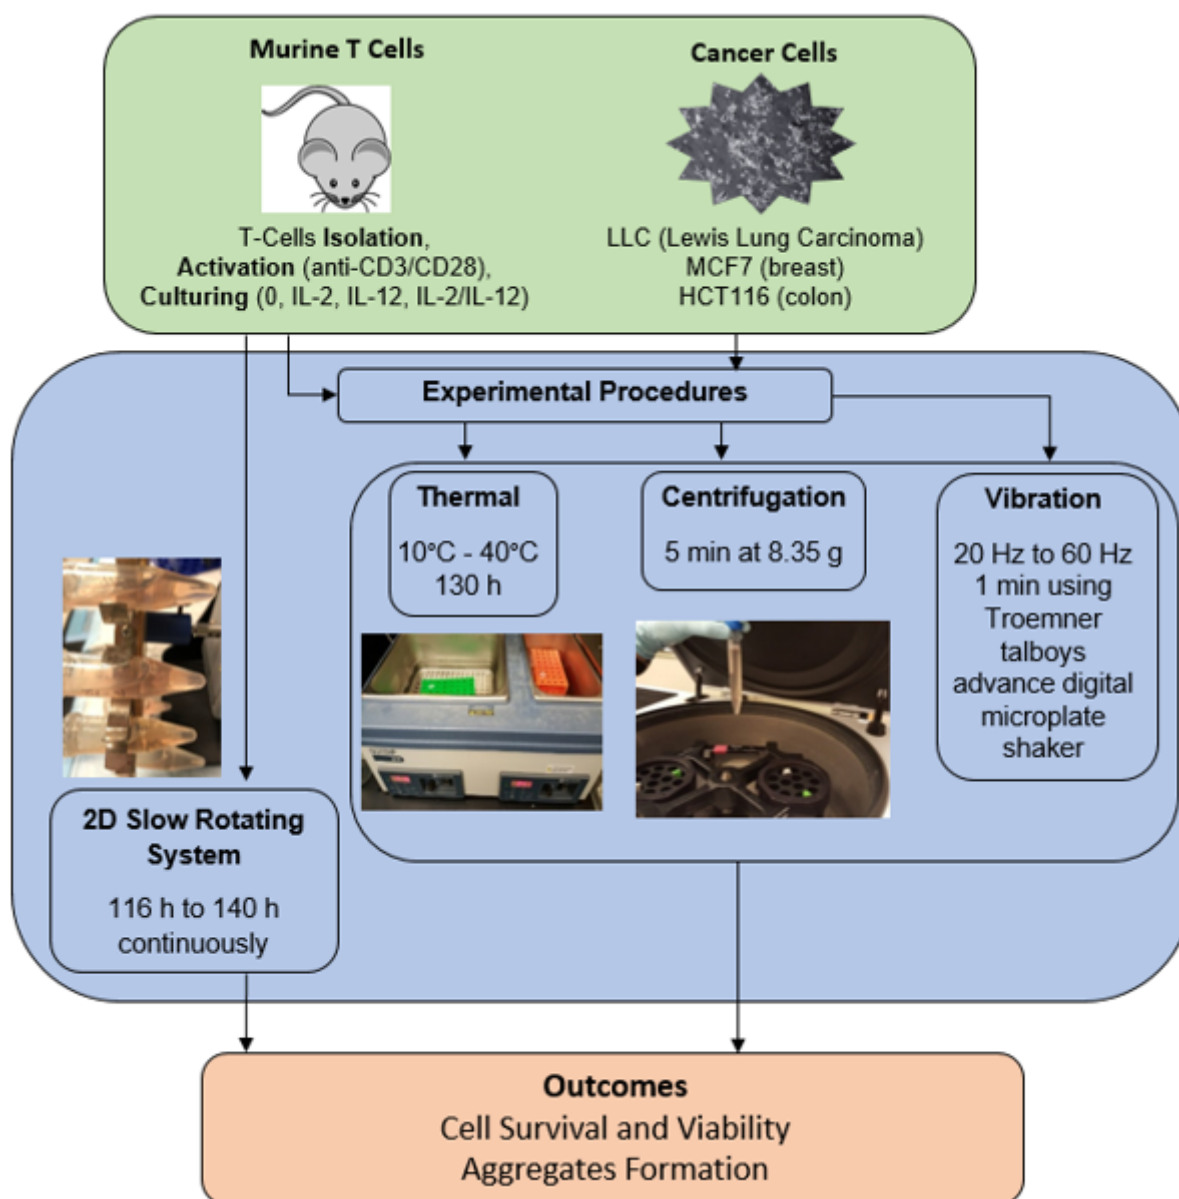 Murine T Cells
T-Cells Isolation,
Activation (anti-CD3/CD28),
Culturing (0, IL-2, IL-12, IL-2/IL-12)
Cancer Cells
LLC (Lewis Lung Carcinoma)
MCF7 (breast)
HCT116 (colon)
Experimental Procedures
Thermal
10°C - 40°C
130 h
Centrifugation
5 min at 8.35 g
Vibration
20 Hz to 60 Hz
1 min using
Troemner
talboys
advance digital
microplate
shaker
2D Slow Rotating
System
116 h to 140 h
continuously
Outcomes
Cell Survival and Viability
Aggregates Formation